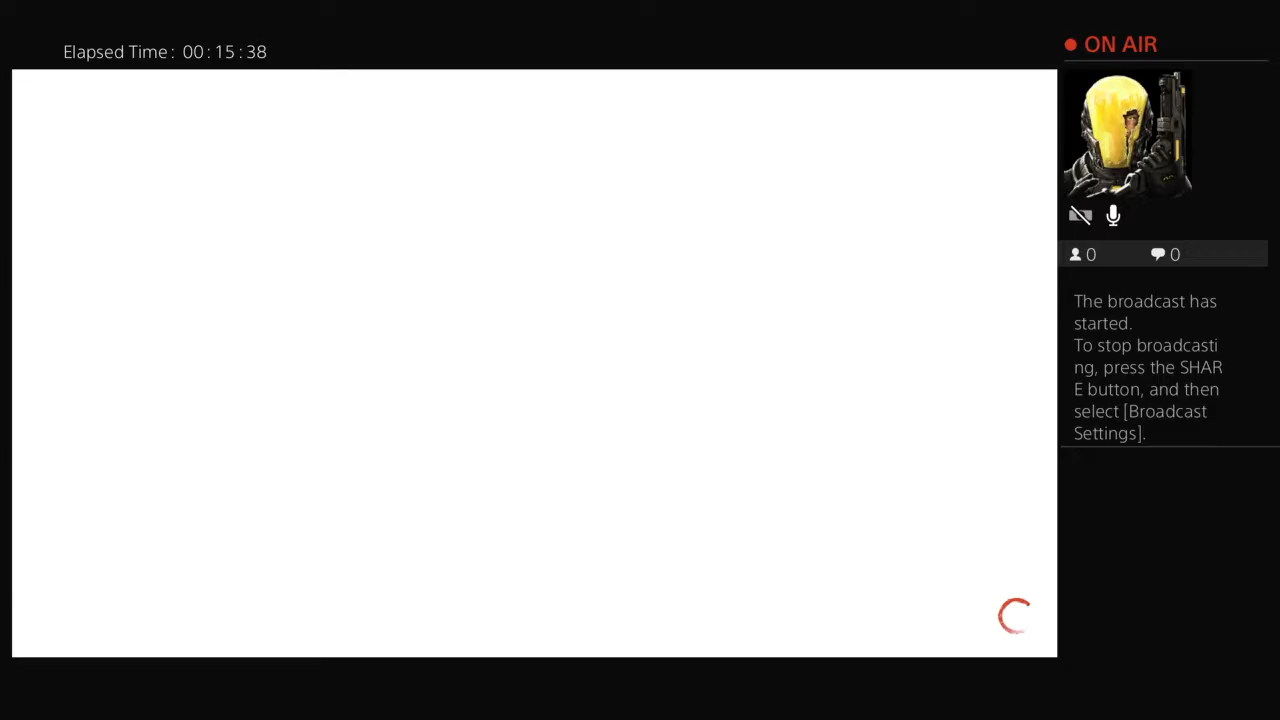 Elapsed Time: 00:15:38
ON AIR
0 0
The broadcast has
started.
To stop broadcasti
ng, press the SHAR
E button, and then
select [Broadcast
Settings].